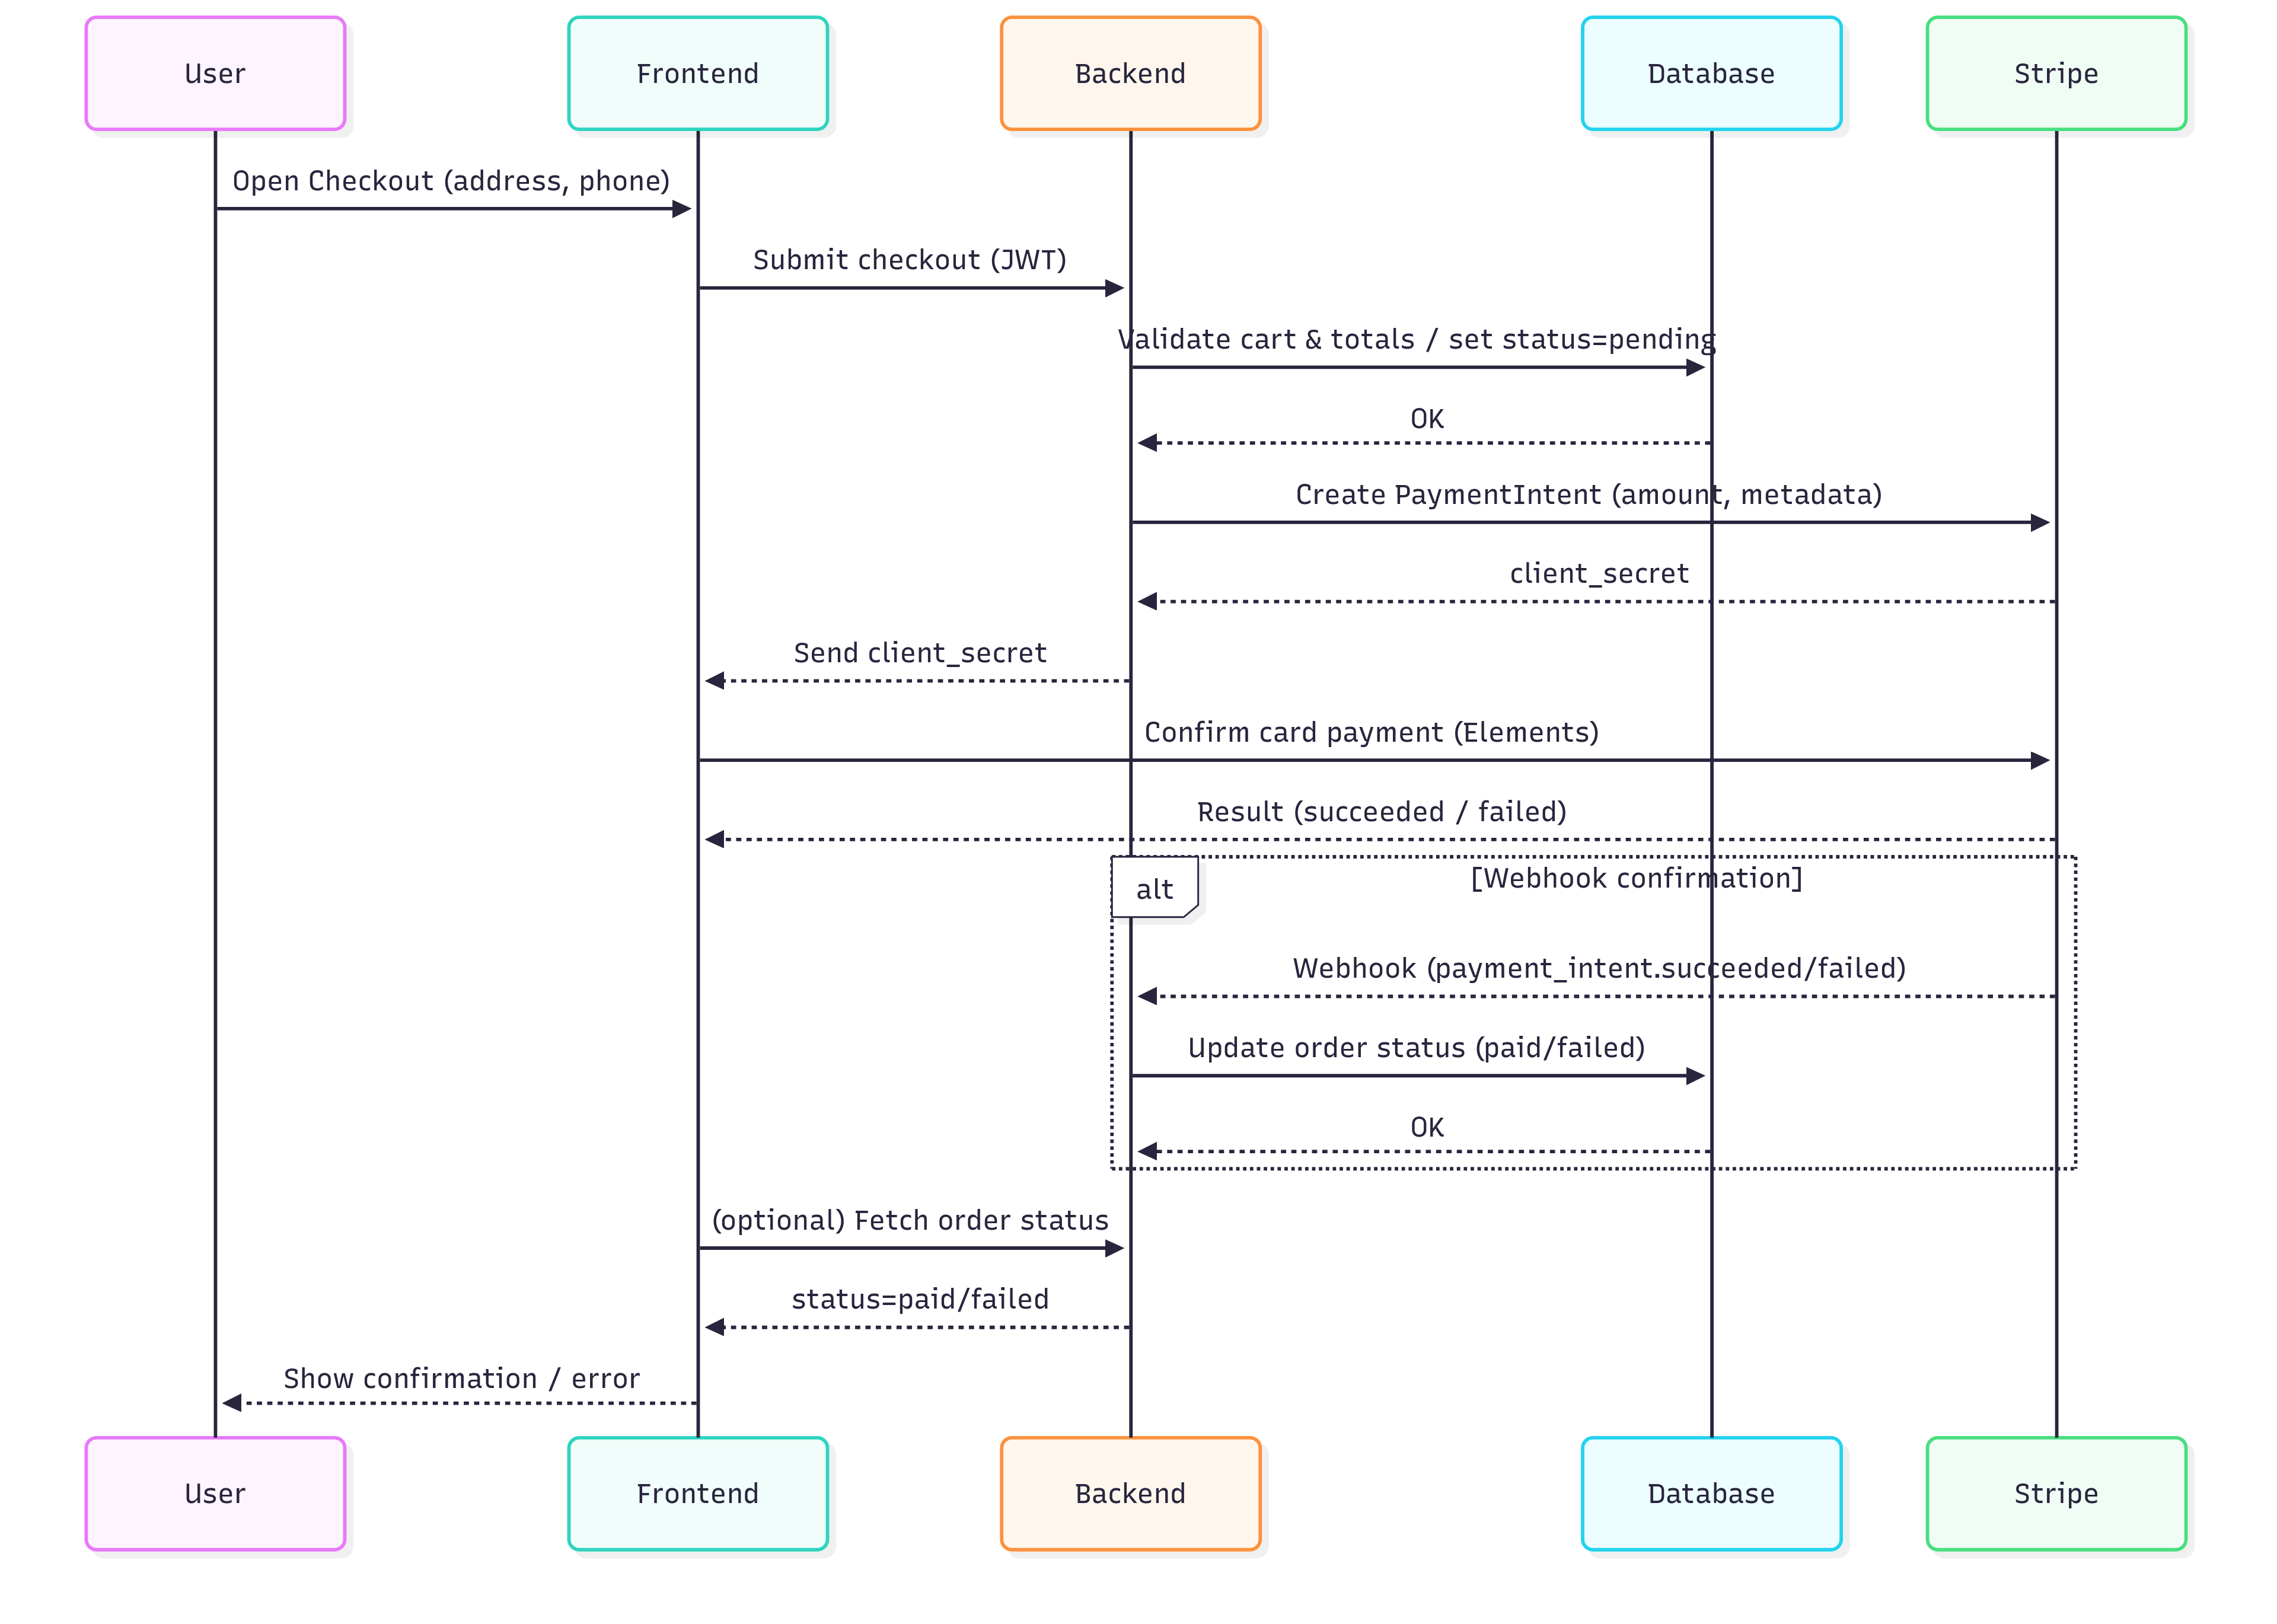 User
Frontend
Backend
Database
Stripe
Open Checkout (address, phone)
Submit checkout (JWT)
Validate cart & totals / set status=pending
OK
Create PaymentIntent (amount, metadata)
client_secret
Send client_secret
Confirm card payment (Elements)
Result (succeeded / failed)
alt
[Webhook confirmation]
Webhook (payment_intent.succeeded/failed)
Update order status (paid/failed)
OK
(optional) Fetch order status
status=paid/failed
Show confirmation / error
User
Frontend
Backend
Database
Stripe